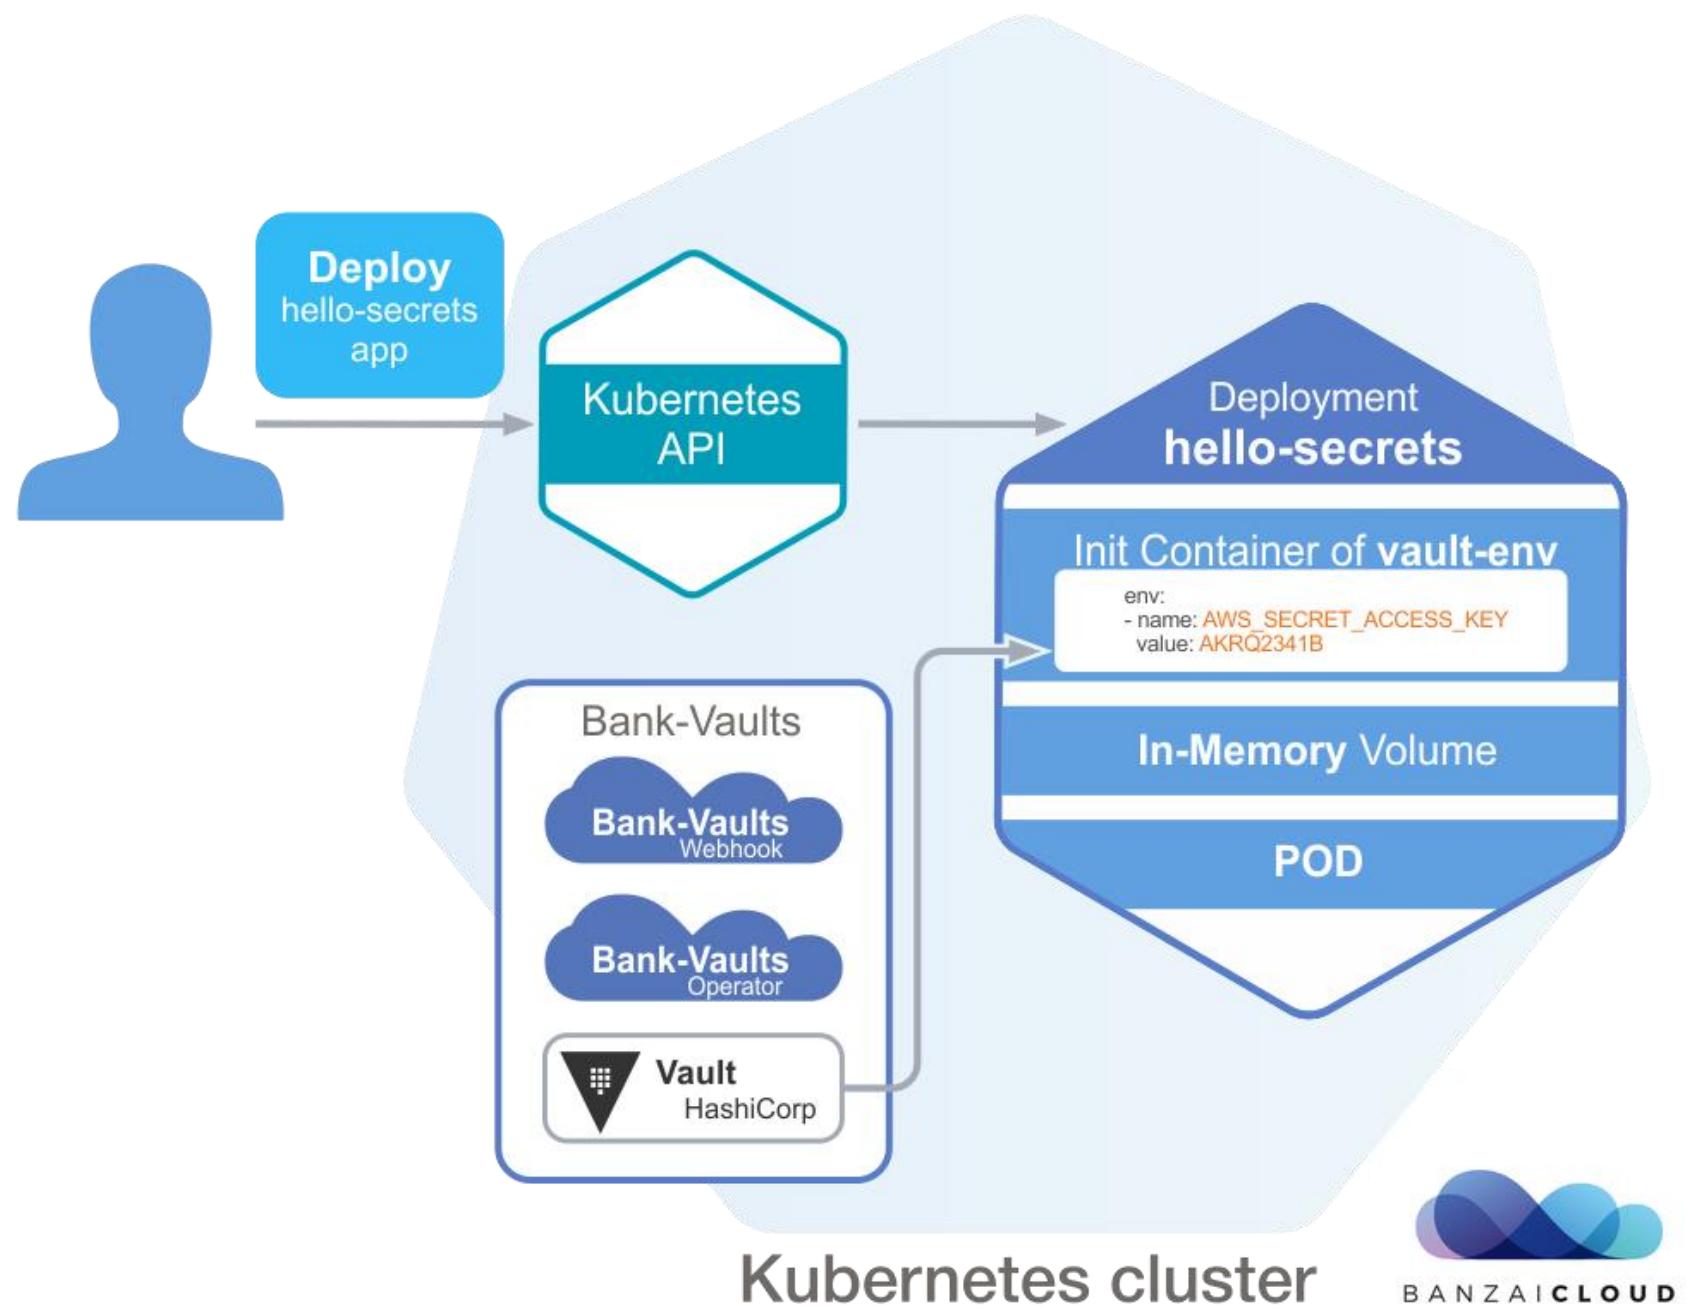 Deploy
hello-secrets
app
Kubernetes
API
Deployment
hello-secrets
Init Container of vault-env
env:
- name: AWS_SECRET_ACCESS_KEY
value: AKRQ2341B
In-Memory Volume
POD
Bank-Vaults
Bank-Vaults
Webhook
Bank-Vaults
Operator
Vault
HashiCorp
Kubernetes cluster
BANZAICLOUD